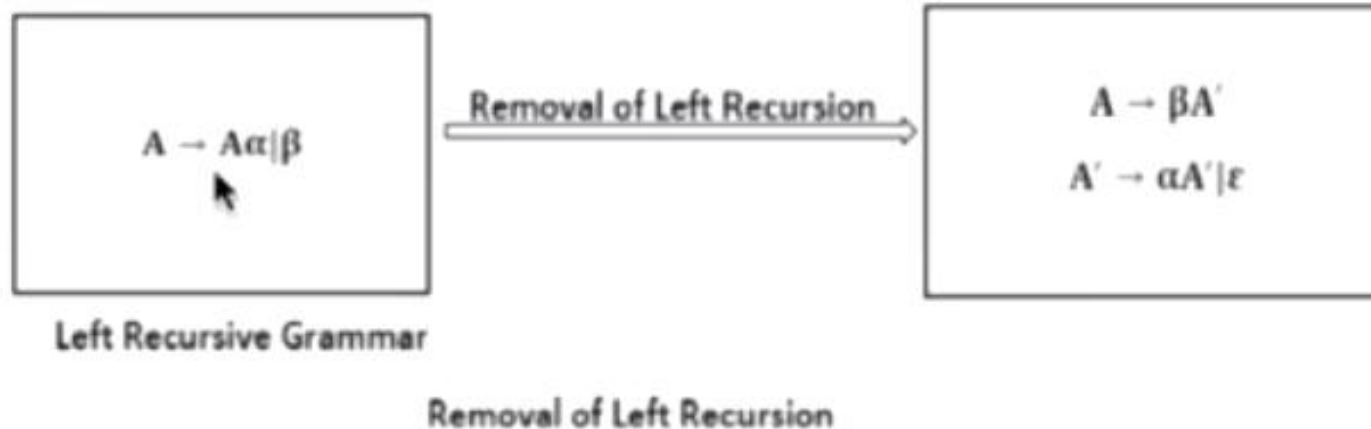 A → Aα|β
Left Recursive Grammar
Removal of Left Recursion
A → βA′
A′ → αA′|ε
Removal of Left Recursion